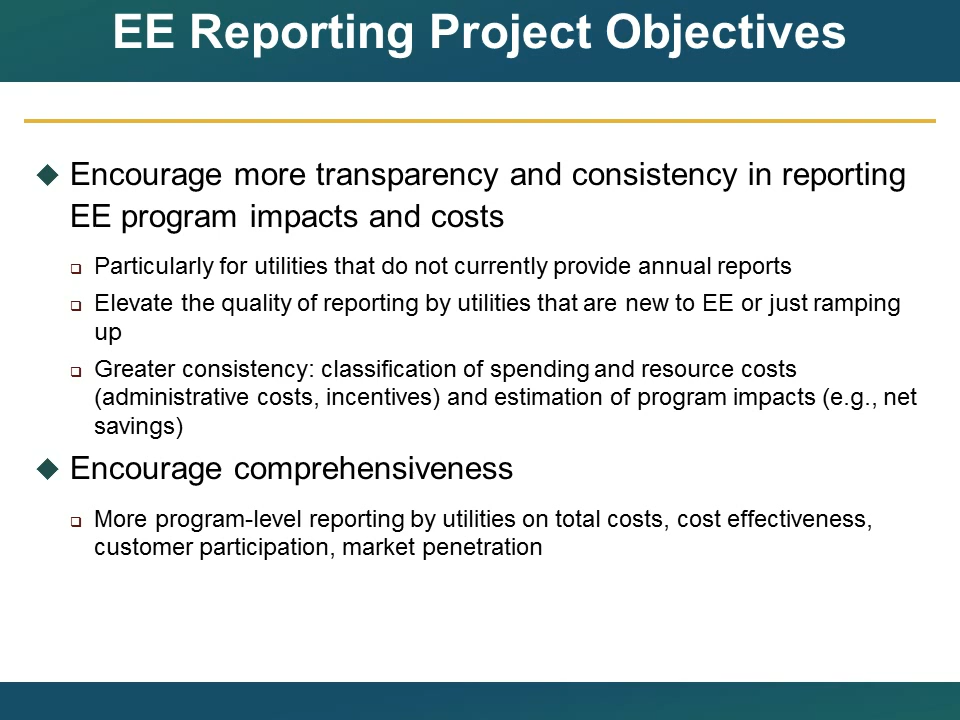 EE Reporting Project Objectives
Encourage more transparency and consistency in reporting
EE program impacts and costs
Particularly for utilities that do not currently provide annual reports
Elevate the quality of reporting by utilities that are new to EE or just ramping
up
Greater consistency: classification of spending and resource costs
(administrative costs, incentives) and estimation of program impacts (e.g., net
savings)
Encourage comprehensiveness
More program-level reporting by utilities on total costs, cost effectiveness,
customer participation, market penetration